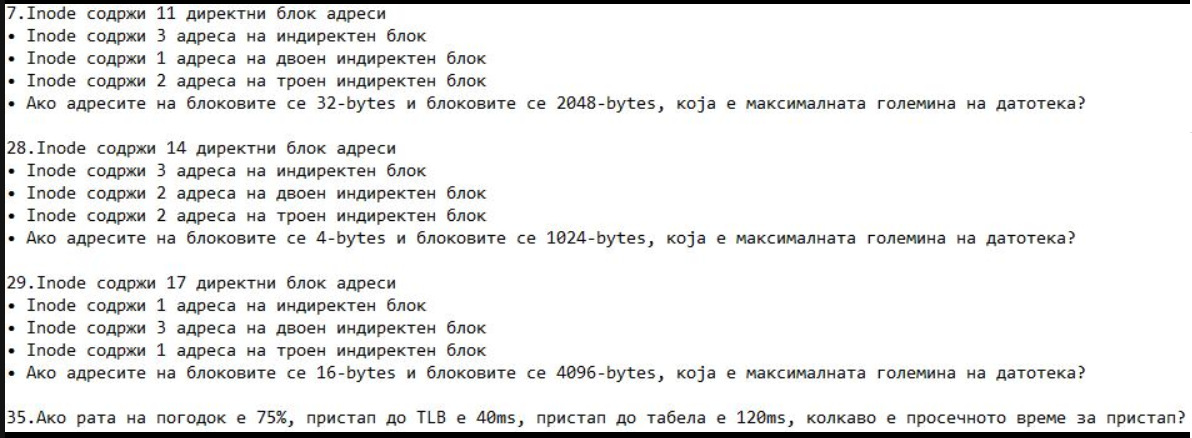 7.Inode содржи 11 директни блок адреси
• Inode содржи 3 адреса на индиректен блок
• Inode содржи 1 адреса на двоен индиректен блок
• Inode содржи 2 адреса на троен индиректен блок
• Ако адресите на блоковите се 32-bytes и блоковите се 2048-bytes, која е максималната големина на датотека?
28.Inode содржи 14 директни блок адреси
• Inode содржи 3 адреса на индиректен блок
• Inode содржи 2 адреса на двоен индиректен блок
• Inode содржи 2 адреса на троен индиректен блок
• Ако адресите на блоковите се 4-bytes и блоковите се 1024-bytes, која е максималната големина на датотека?
29.Inode содржи 17 директни блок адреси
• Inode содржи 1 адреса на индиректен блок
• Inode содржи 3 адреса на двоен индиректен блок
• Inode содржи 1 адреса на троен индиректен блок
• Ако адресите на блоковите се 16-bytes и блоковите се 4096-bytes, која е максималната големина на датотека?
35.Ако рата на погодок е 75%, пристап до TLB е 40ms, пристап до табела е 120ms, колкаво е просечното време за пристап?